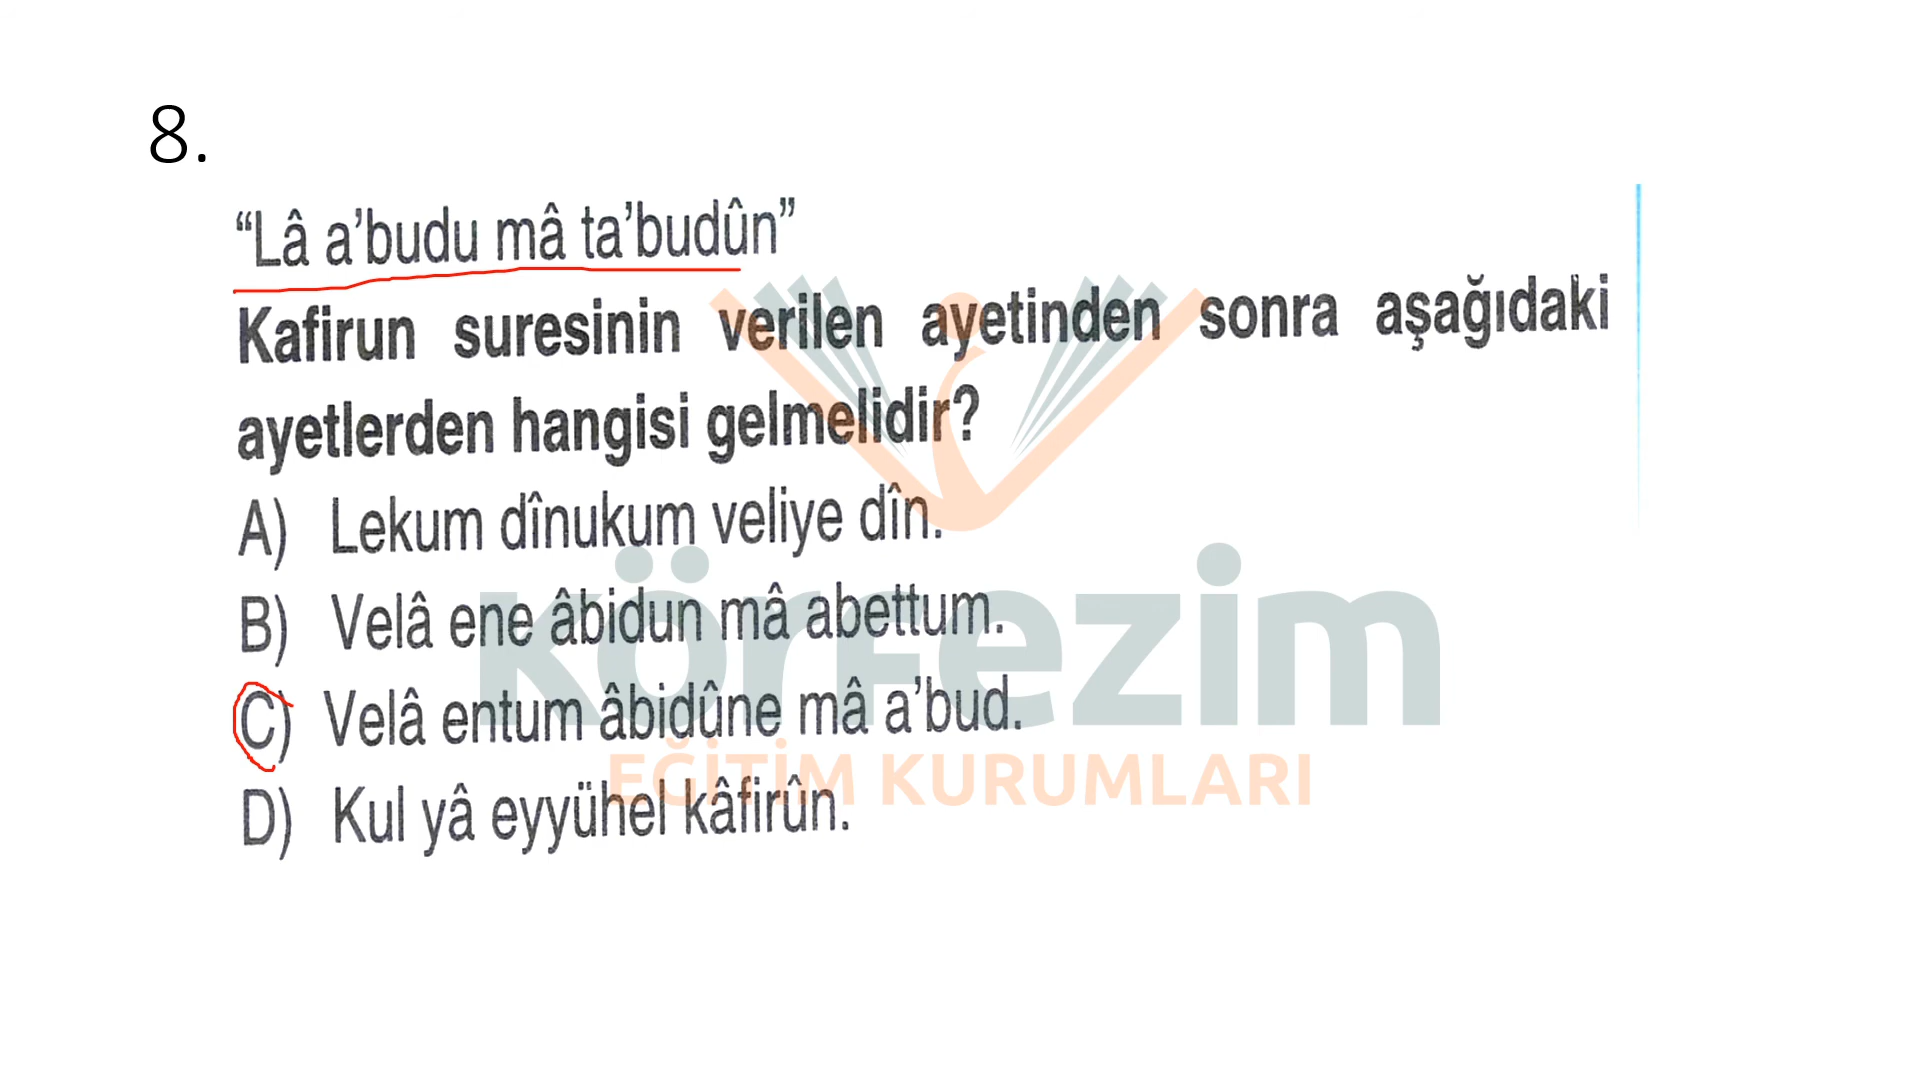 8.
“Lâ a’budu mâ ta’budûn”
Kafirun suresinin verilen ayetinden sonra aşağıdaki
ayetlerden hangisi gelmelidir?
A) Lekum dînukum veliye dîn.
B) Velâ ene âbidun mâ abettum.
C) Velâ entum âbidûne mâ a’bud.
D) Kul yâ eyyühel kâfirûn.
körfezim
EĞİTİM KURUMLARI